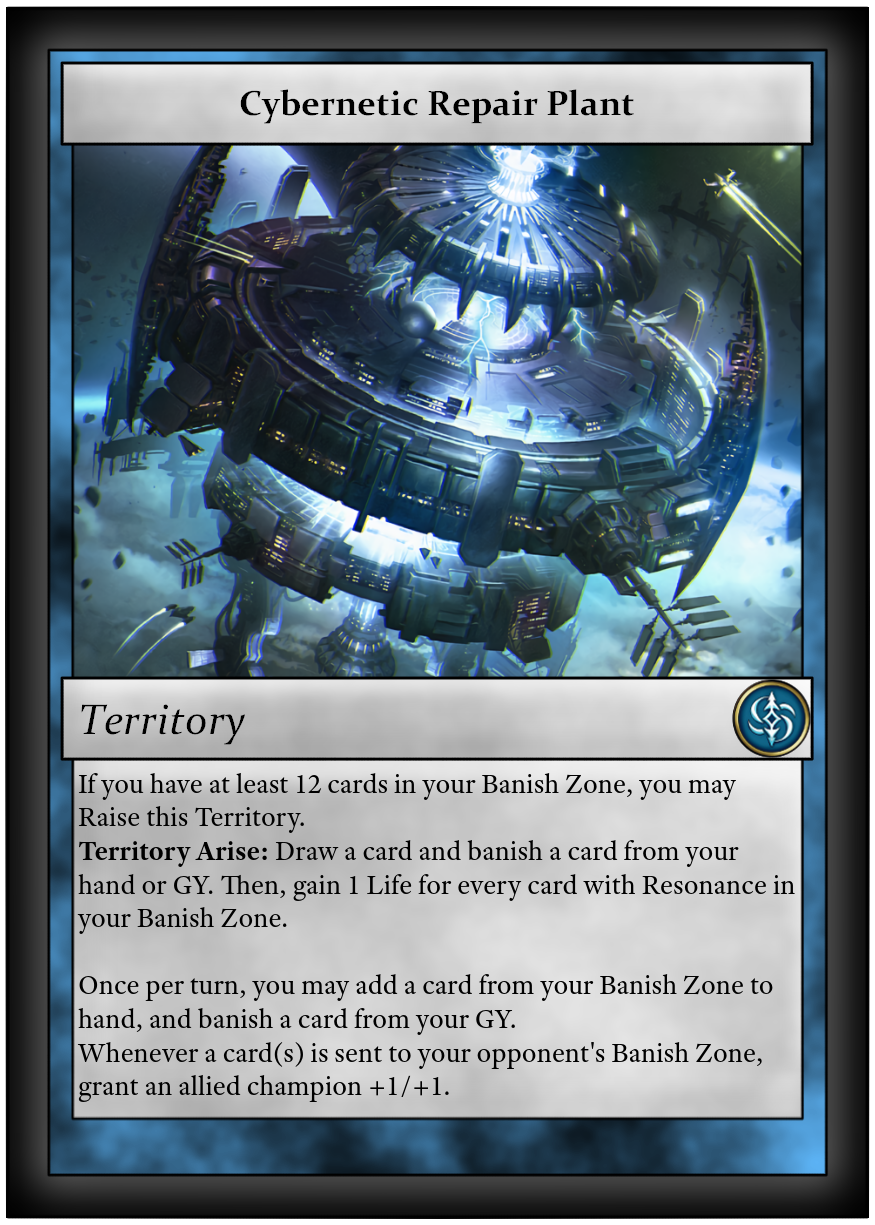 Cybernetic Repair Plant
Territory
If you have at least 12 cards in your Banish Zone, you may
Raise this Territory.
Territory Arise: Draw a card and banish a card from your
hand or GY. Then, gain 1 Life for every card with Resonance in
your Banish Zone.
Once per turn, you may add a card from your Banish Zone to
hand, and banish a card from your GY.
Whenever a card(s) is sent to your opponent's Banish Zone,
grant an allied champion +1/+1.